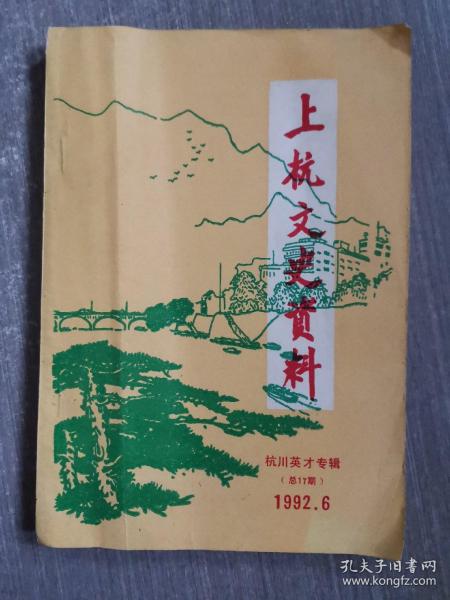 上杭文史資料
杭川英才专辑
（总17期）
1992.6
孔夫子旧书网
www.kongfz.com